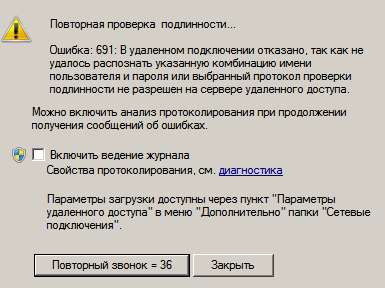 Повторная проверка подлинности...
Ошибка: 691: В удаленном подключении отказано, так как не
удалось распознать указанную комбинацию имени
пользователя и пароля или выбранный протокол проверки
подлинности не разрешен на сервере удаленного доступа.
Можно включить анализ протоколирования при продолжении
получения сообщений об ошибках.
Включить ведение журнала
Свойства протоколирования, см. диагностика
Параметры загрузки доступны через пункт "Параметры
удаленного доступа" в меню "Дополнительно" папки "Сетевые
подключения".
Повторный звонок = 36 Закрыть